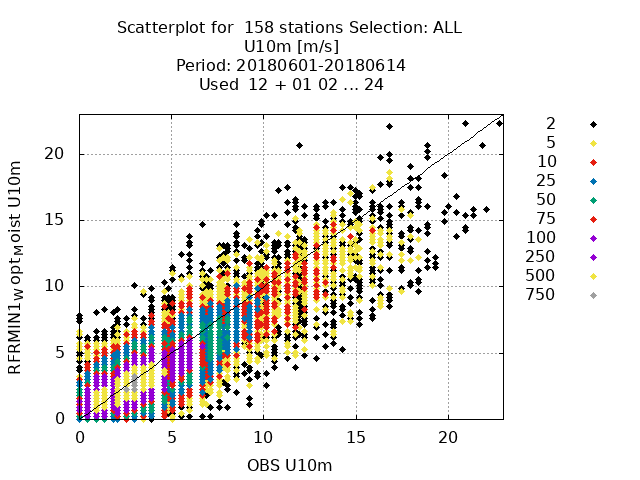 Scatterplot for 158 stations Selection: ALL
U10m [m/s]
Period: 20180601-20180614
Used 12 + 01 02 ... 24
RFRMIN1_W opt_M oist U10m
20
15
10
5
0
0 5 10 15 20
OBS U10m
2
5
10
25
50
75
100
250
500
750